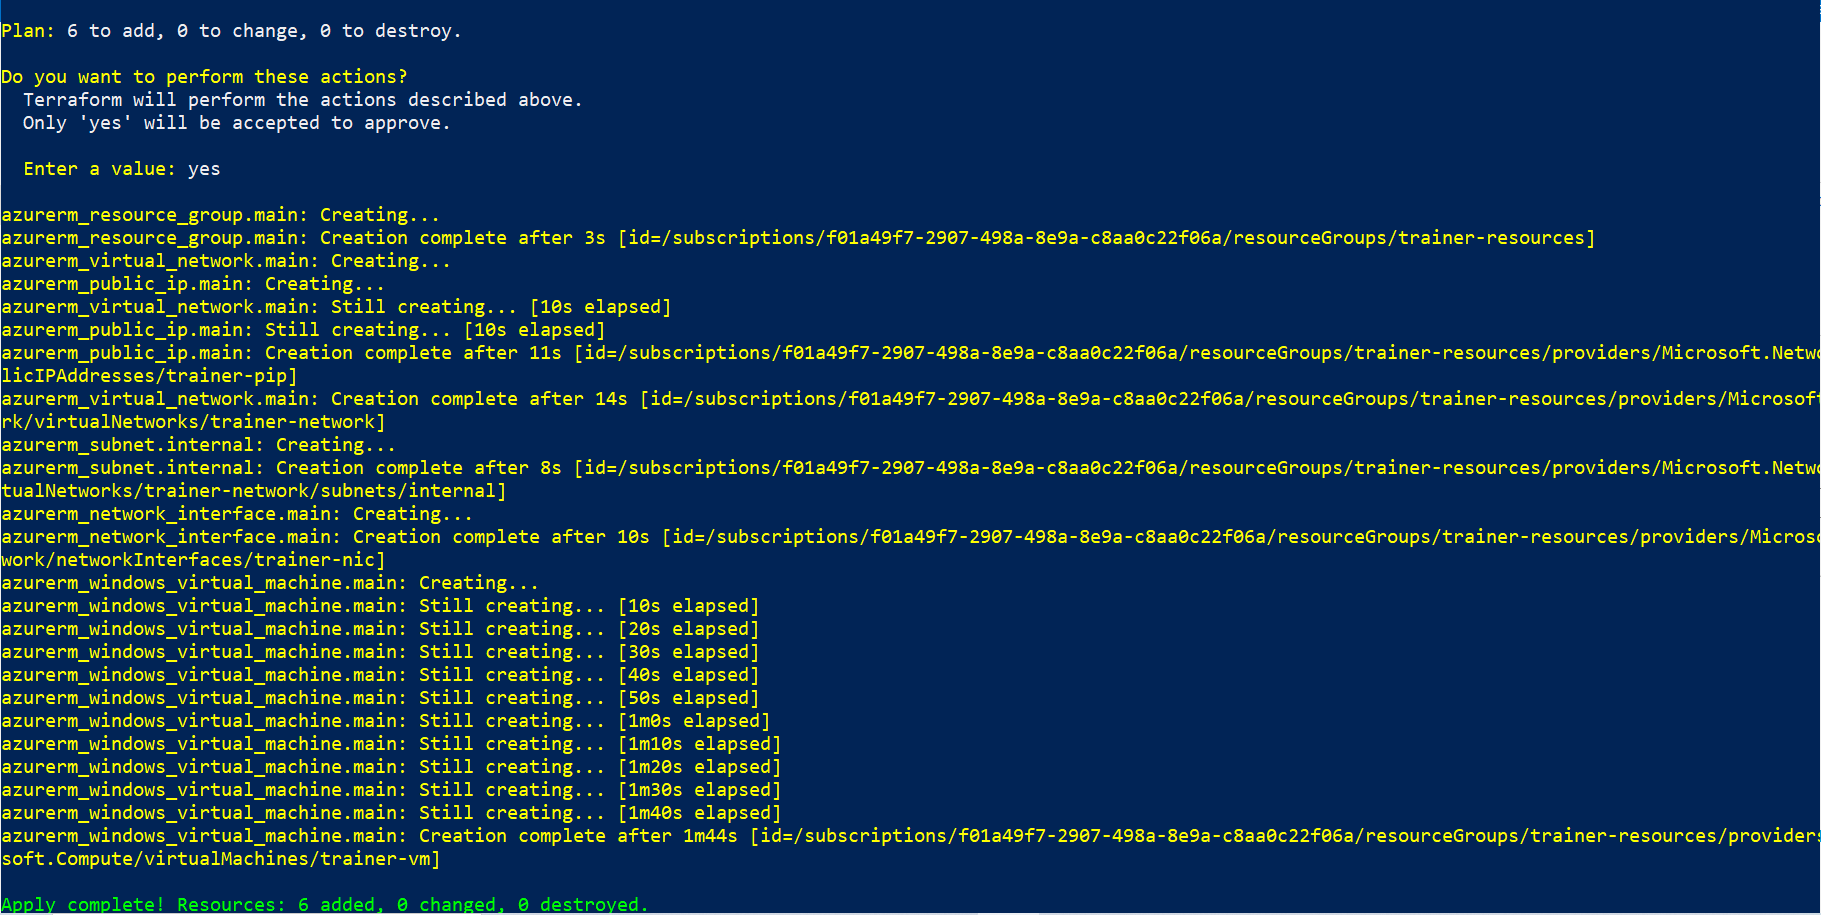 Plan: 6 to add, 0 to change, 0 to destroy.
Do you want to perform these actions?
Terraform will perform the actions described above.
Only 'yes' will be accepted to approve.
Enter a value: yes
azurerm_resource_group.main: Creating...
azurerm_resource_group.main: Creation complete after 3s [id=/subscriptions/f01a49f7-2907-498a-8e9a-c8aa0c22f06a/resourceGroups/trainer-resources]
azurerm_virtual_network.main: Creating...
azurerm_public_ip.main: Creating...
azurerm_virtual_network.main: Still creating... [10s elapsed]
azurerm_public_ip.main: Still creating... [10s elapsed]
azurerm_public_ip.main: Creation complete after 11s [id=/subscriptions/f01a49f7-2907-498a-8e9a-c8aa0c22f06a/resourceGroups/trainer-resources/providers/Microsoft.Netwo
licIPAddresses/trainer-pip]
azurerm_virtual_network.main: Creation complete after 14s [id=/subscriptions/f01a49f7-2907-498a-8e9a-c8aa0c22f06a/resourceGroups/trainer-resources/providers/Microsoft
rk/virtualNetworks/trainer-network]
azurerm_subnet.internal: Creating...
azurerm_subnet.internal: Creation complete after 8s [id=/subscriptions/f01a49f7-2907-498a-8e9a-c8aa0c22f06a/resourceGroups/trainer-resources/providers/Microsoft.Netwo
tualNetworks/trainer-network/subnets/internal]
azurerm_network_interface.main: Creating...
azurerm_network_interface.main: Creation complete after 10s [id=/subscriptions/f01a49f7-2907-498a-8e9a-c8aa0c22f06a/resourceGroups/trainer-resources/providers/Microso
work/networkInterfaces/trainer-nic]
azurerm_windows_virtual_machine.main: Creating...
azurerm_windows_virtual_machine.main: Still creating... [10s elapsed]
azurerm_windows_virtual_machine.main: Still creating... [20s elapsed]
azurerm_windows_virtual_machine.main: Still creating... [30s elapsed]
azurerm_windows_virtual_machine.main: Still creating... [40s elapsed]
azurerm_windows_virtual_machine.main: Still creating... [50s elapsed]
azurerm_windows_virtual_machine.main: Still creating... [1m0s elapsed]
azurerm_windows_virtual_machine.main: Still creating... [1m10s elapsed]
azurerm_windows_virtual_machine.main: Still creating... [1m20s elapsed]
azurerm_windows_virtual_machine.main: Still creating... [1m30s elapsed]
azurerm_windows_virtual_machine.main: Still creating... [1m40s elapsed]
azurerm_windows_virtual_machine.main: Creation complete after 1m44s [id=/subscriptions/f01a49f7-2907-498a-8e9a-c8aa0c22f06a/resourceGroups/trainer-resources/providers
soft.Compute/virtualMachines/trainer-vm]
Apply complete! Resources: 6 added, 0 changed, 0 destroyed.